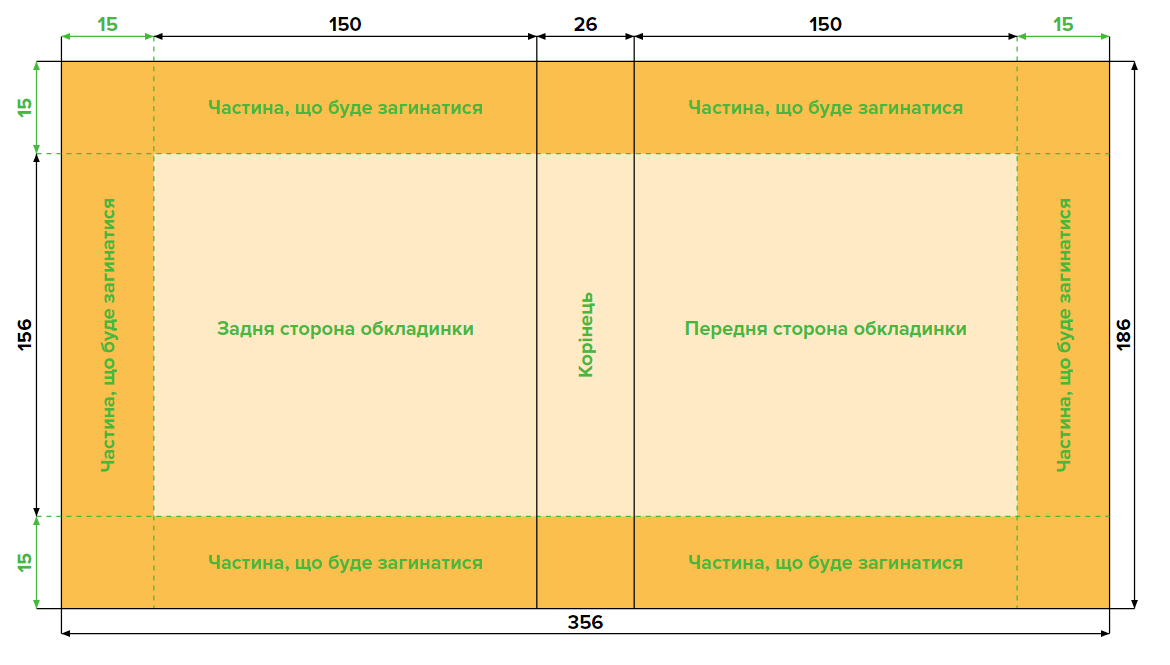 15
150
26
150
15
15
Частина, що буде загинатися
Частина, що буде загинатися
Частина, що буде загинатися
156
Задня сторона обкладинки
Корінець
Передня сторона обкладинки
Частина, що буде загинатися
186
15
Частина, що буде загинатися
Частина, що буде загинатися
356